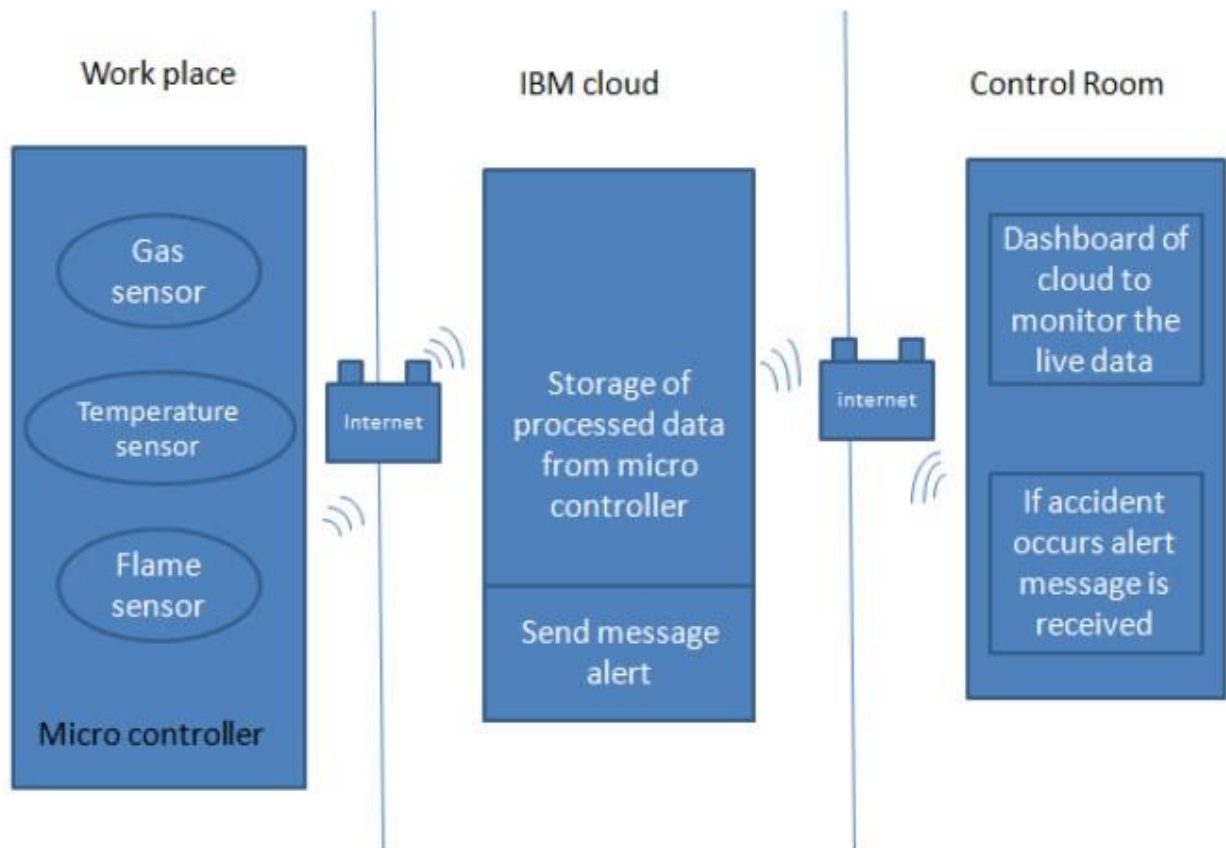 Work place
Gas
sensor
Temperature
sensor
Flame
sensor
Micro controller
Internet
IBM cloud
Storage of
processed data
from micro
controller
Send message
alert
internet
Control Room
Dashboard of
cloud to
monitor the
live data
If accident
occurs alert
message is
received